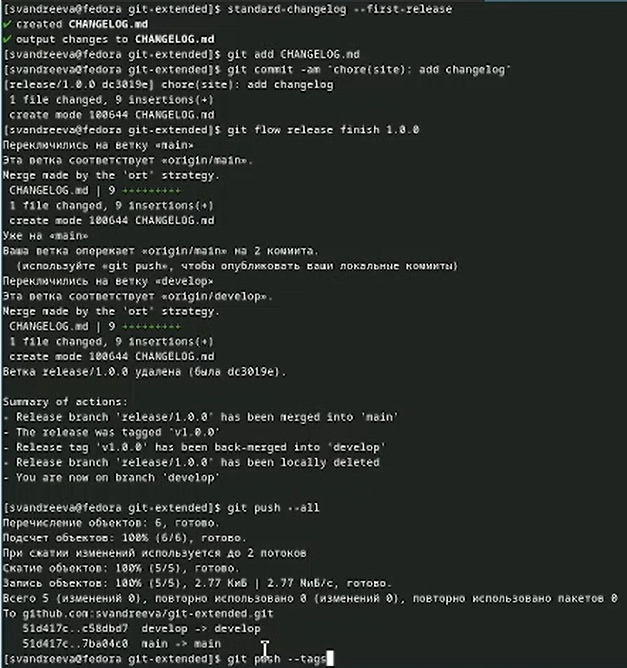 [svandreeva@fedora git-extended]$ standard-changelog --first-release
✔ created CHANGELOG.md
✔ output changes to CHANGELOG.md
[svandreeva@fedora git-extended]$ git add CHANGELOG.md
[svandreeva@fedora git-extended]$ git commit -am 'chore(site): add changelog'
[release/1.0.0 dc3019e] chore(site): add changelog
 1 file changed, 9 insertions(+)
 create mode 100644 CHANGELOG.md
[svandreeva@fedora git-extended]$ git flow release finish 1.0.0
Переключились на ветку «main»
Эта ветка соответствует «origin/main».
Merge made by the 'ort' strategy.
 CHANGELOG.md | 9 +++++++++
 1 file changed, 9 insertions(+)
 create mode 100644 CHANGELOG.md
Уже на «main»
Ваша ветка опережает «origin/main» на 2 коммита.
  (используйте «git push», чтобы опубликовать ваши локальные коммиты)
Переключились на ветку «develop»
Эта ветка соответствует «origin/develop».
Merge made by the 'ort' strategy.
 CHANGELOG.md | 9 +++++++++
 1 file changed, 9 insertions(+)
 create mode 100644 CHANGELOG.md
Ветка release/1.0.0 удалена (была dc3019e).

Summary of actions:
- Release branch 'release/1.0.0' has been merged into 'main'
- The release was tagged 'v1.0.0'
- Release tag 'v1.0.0' has been back-merged into 'develop'
- Release branch 'release/1.0.0' has been locally deleted
- You are now on branch 'develop'

[svandreeva@fedora git-extended]$ git push --all
Перечисление объектов: 6, готово.
Подсчет объектов: 100% (6/6), готово.
При сжатии изменений используется до 2 потоков
Сжатие объектов: 100% (5/5), готово.
Запись объектов: 100% (5/5), 2.77 КиБ | 2.77 МиБ/с, готово.
Всего 5 (изменений 0), повторно использовано 0 (изменений 0), повторно использовано пакетов 0
To github.com:svandreeva/git-extended.git
   51d417c..c58dbd7  develop -> develop
   51d417c..7ba04c0  main -> main
[svandreeva@fedora git-extended]$ git push --tags